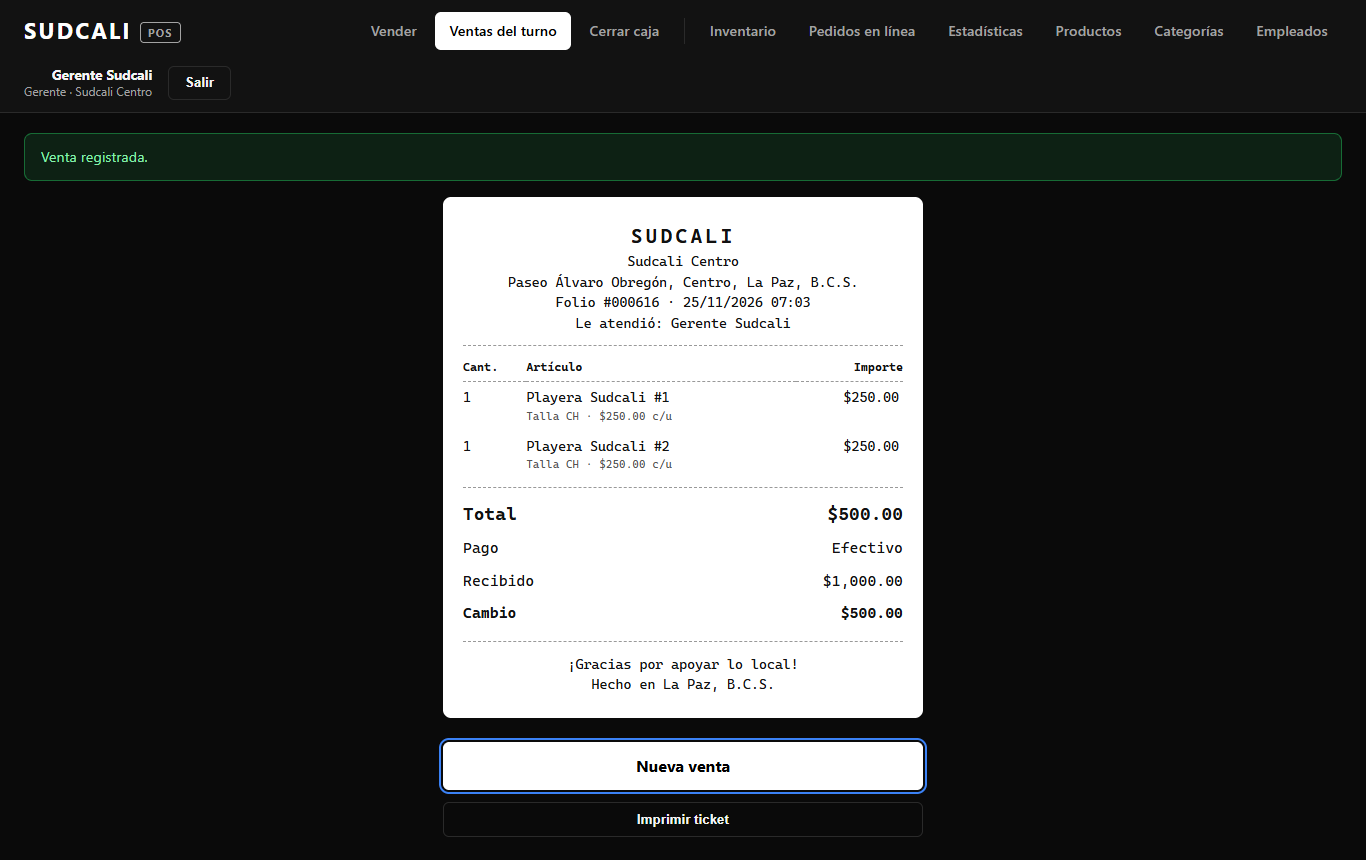 SUDCALI POS
Vender
Ventas del turno
Cerrar caja
Inventario
Pedidos en línea
Estadísticas
Productos
Categorías
Empleados
Gerente Sudcali
Gerente · Sudcali Centro
Salir
Venta registrada.
SUDCALI
Sudcali Centro
Paseo Álvaro Obregón, Centro, La Paz, B.C.S.
Folio #000616 · 25/11/2026 07:03
Le atendió: Gerente Sudcali
Cant. Artículo Importe
1 Playera Sudcali #1 $250.00
Talla CH · $250.00 c/u
1 Playera Sudcali #2 $250.00
Talla CH · $250.00 c/u
Total $500.00
Pago Efectivo
Recibido $1,000.00
Cambio $500.00
¡Gracias por apoyar lo local!
Hecho en La Paz, B.C.S.
Nueva venta
Imprimir ticket